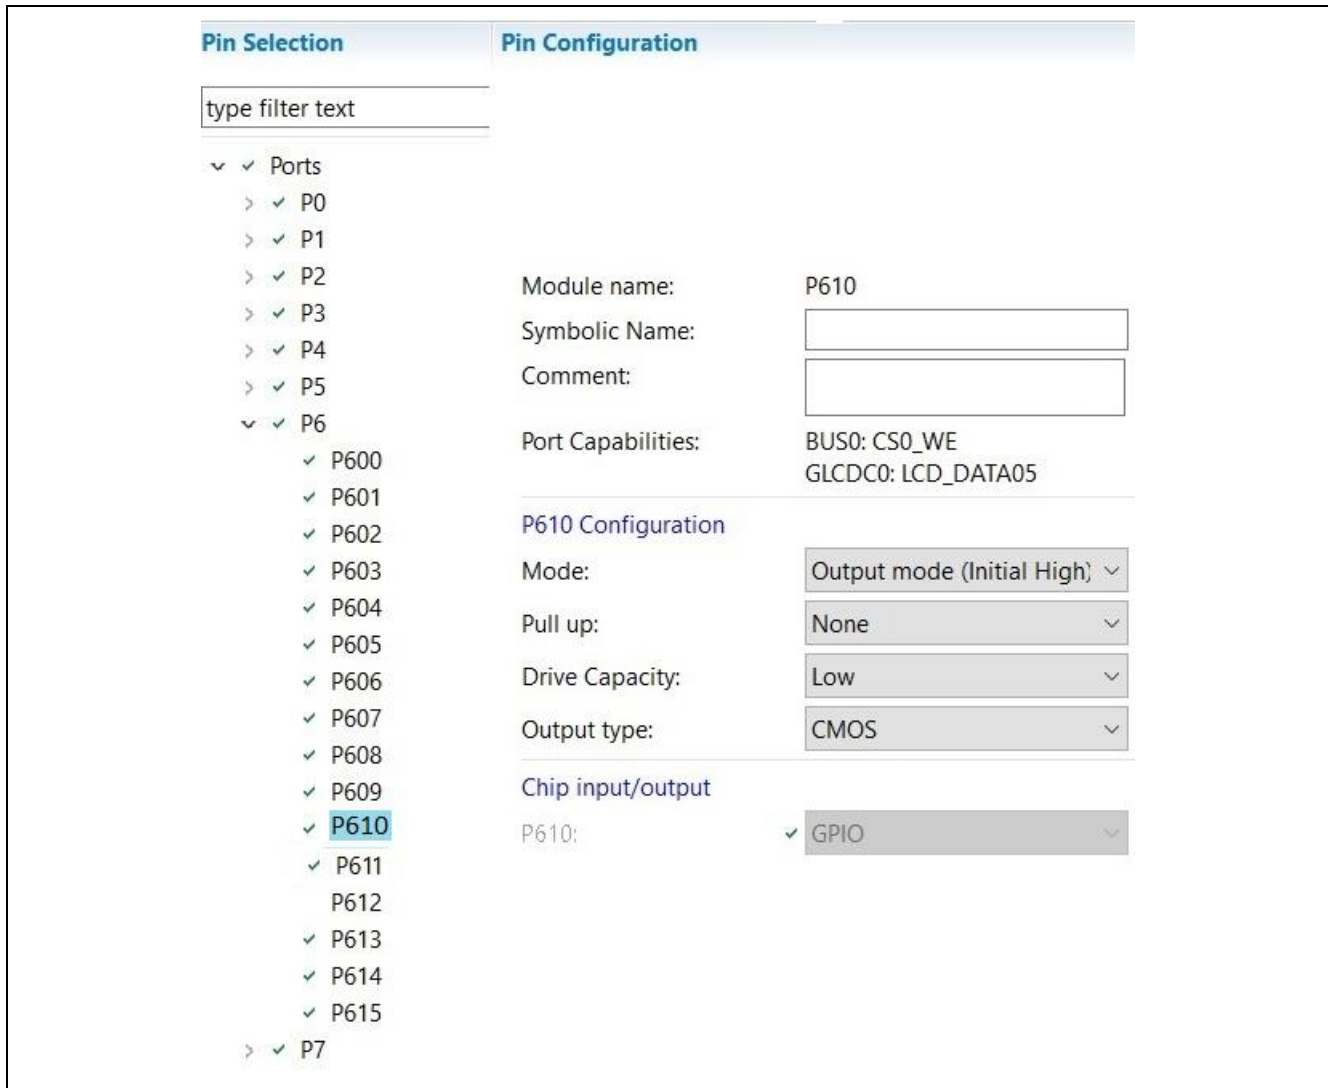 Pin Selection
Pin Configuration
type filter text
Ports
P0
P1
P2
P3
P4
P5
P6
P600
P601
P602
P603
P604
P605
P606
P607
P608
P609
P610
P611
P612
P613
P614
P615
P7
Module name: P610
Symbolic Name:
Comment:
Port Capabilities: BUS0: CS0_WE
GLCDC0: LCD_DATA05
P610 Configuration
Mode: Output mode (Initial High)
Pull up: None
Drive Capacity: Low
Output type: CMOS
Chip input/output
P610: GPIO